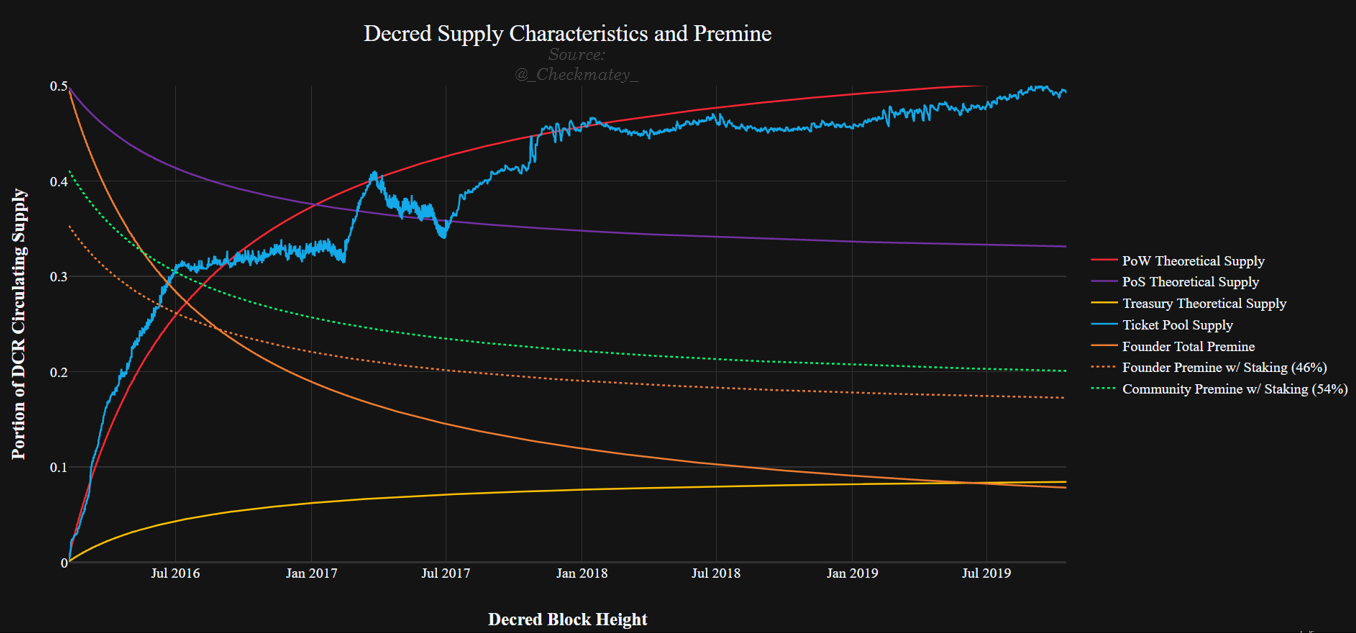 Decred Supply Characteristics and Premine
Source:
@_Checkmatey_
Portion of DCR Circulating Supply
0.5
0.4
0.3
0.2
0.1
0
Jul 2016
Jan 2017
Jul 2017
Jan 2018
Jul 2018
Jan 2019
Jul 2019
Decred Block Height
PoW Theoretical Supply
PoS Theoretical Supply
Treasury Theoretical Supply
Ticket Pool Supply
Founder Total Premine
Founder Premine w/ Staking (46%)
Community Premine w/ Staking (54%)